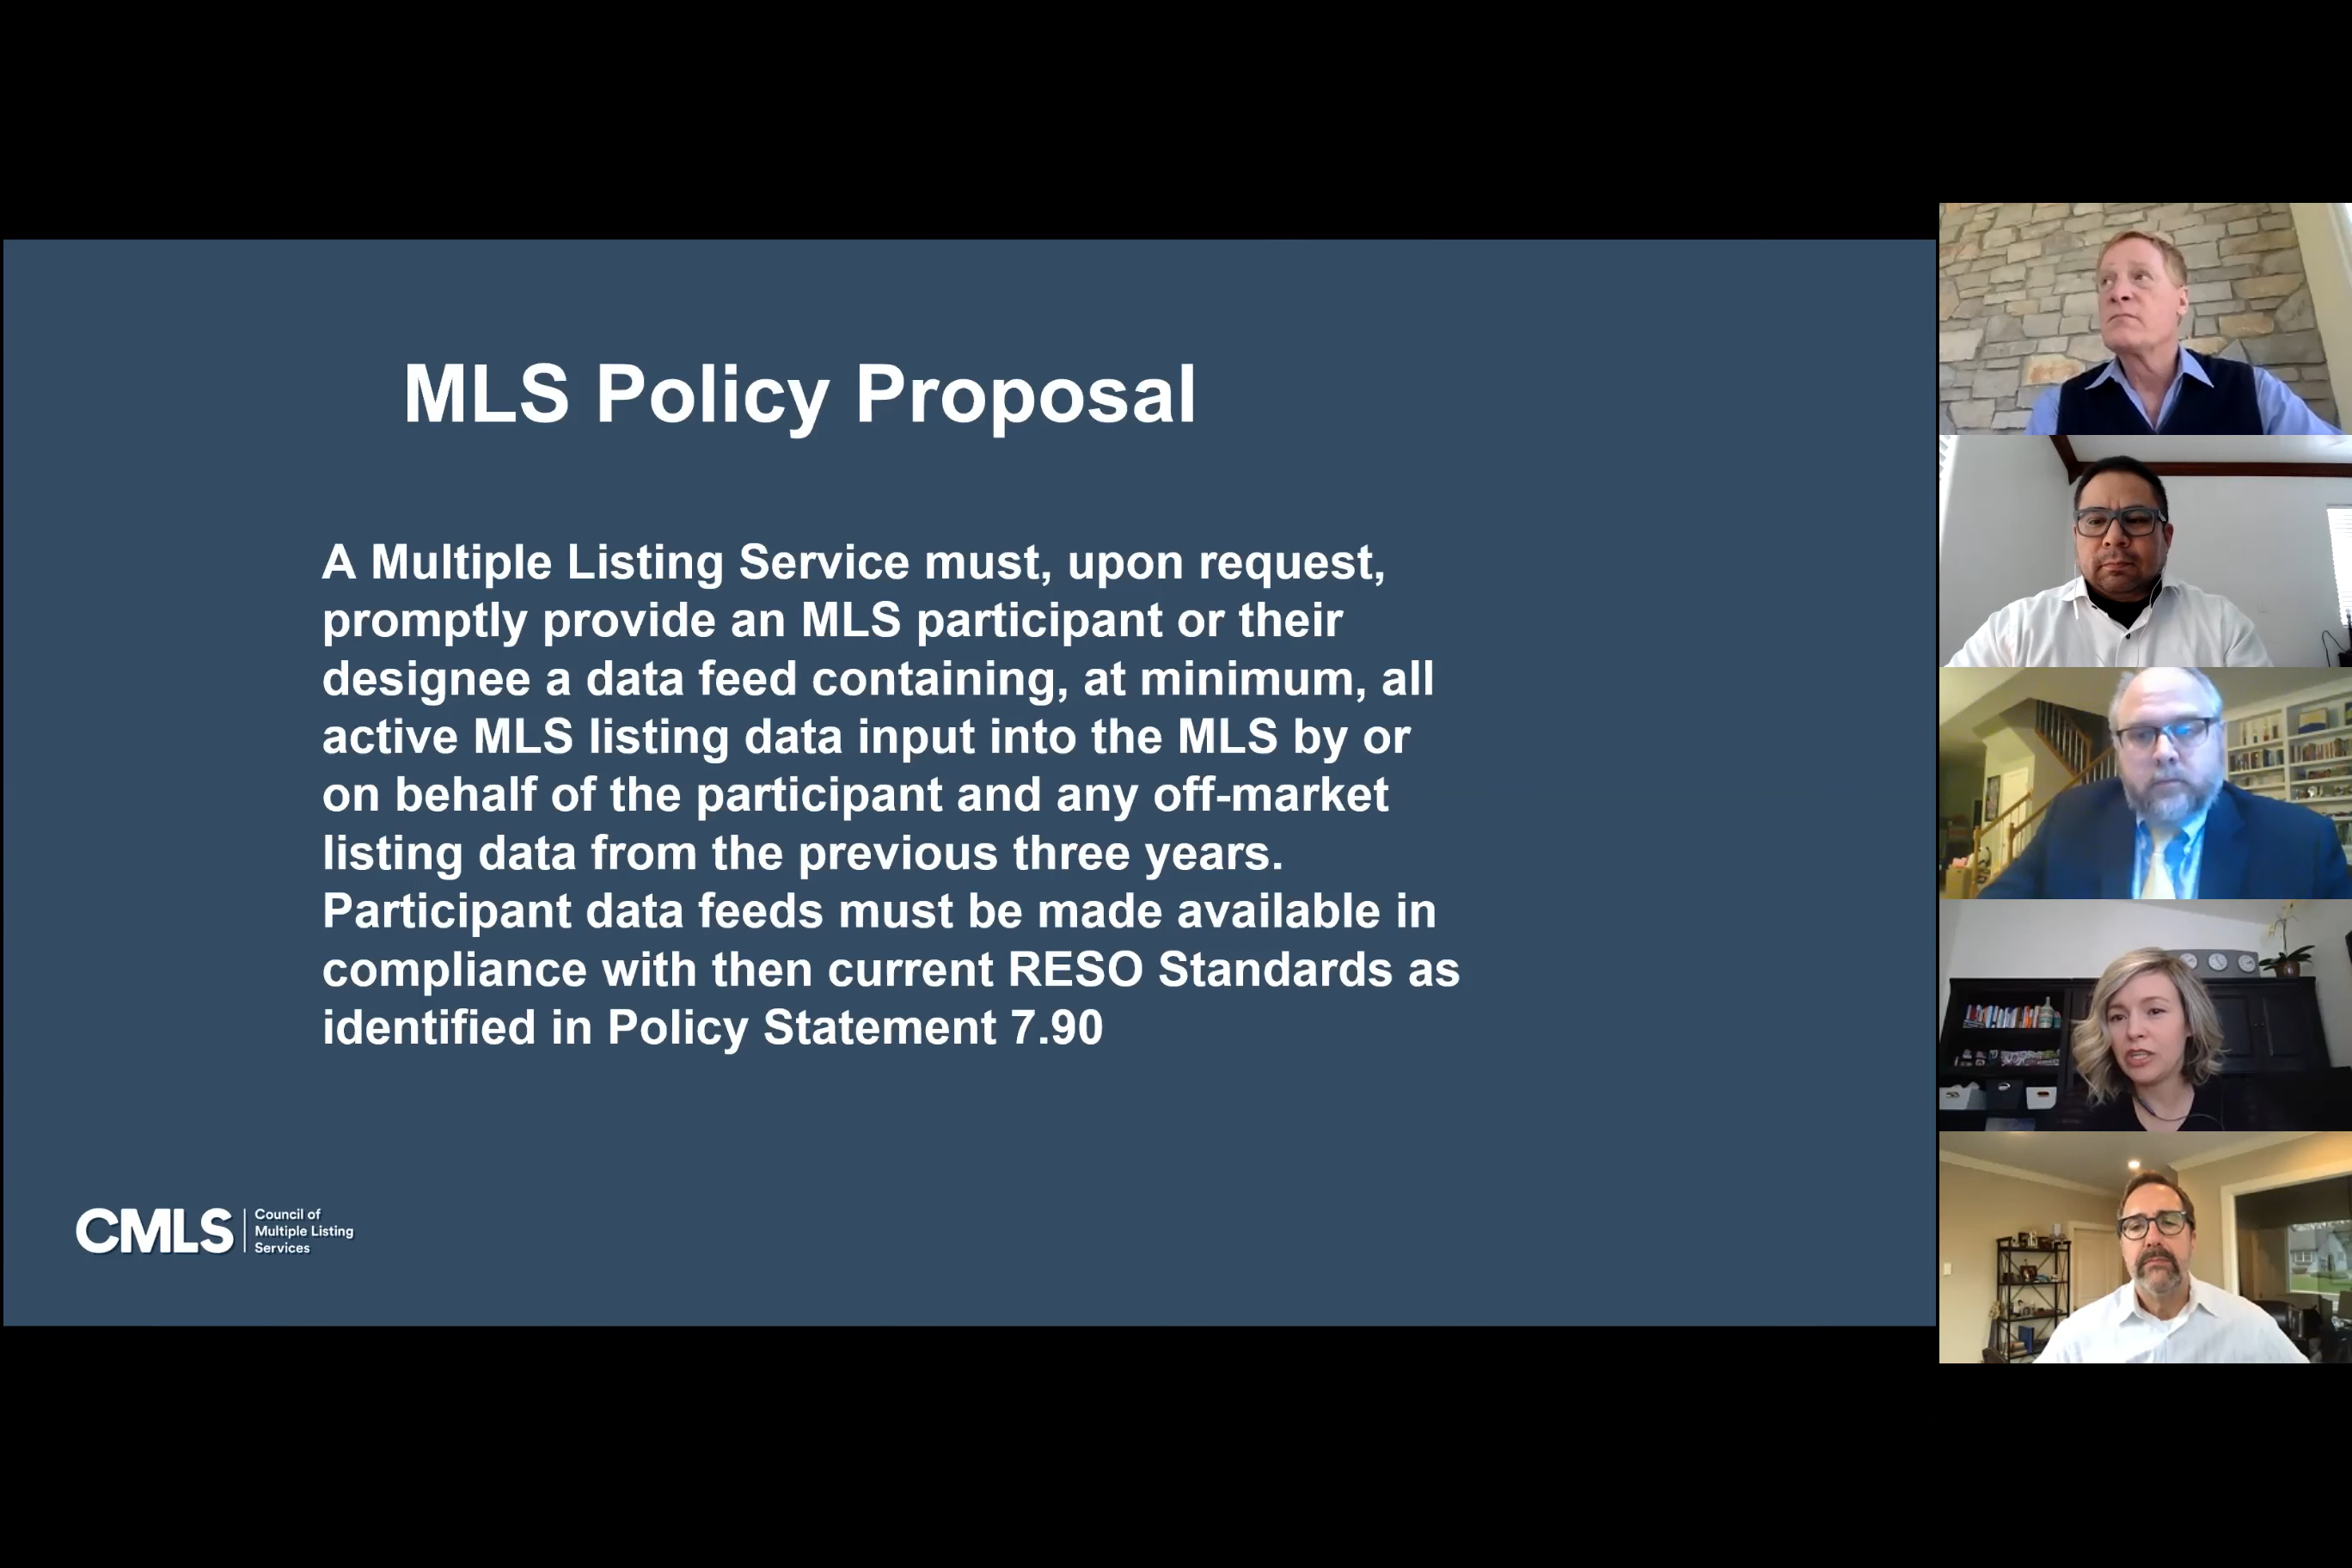 MLS Policy Proposal
A Multiple Listing Service must, upon request,
promptly provide an MLS participant or their
designee a data feed containing, at minimum, all
active MLS listing data input into the MLS by or
on behalf of the participant and any off-market
listing data from the previous three years.
Participant data feeds must be made available in
compliance with then current RESO Standards as
identified in Policy Statement 7.90
CMLS
Council of
Multiple Listing
Services